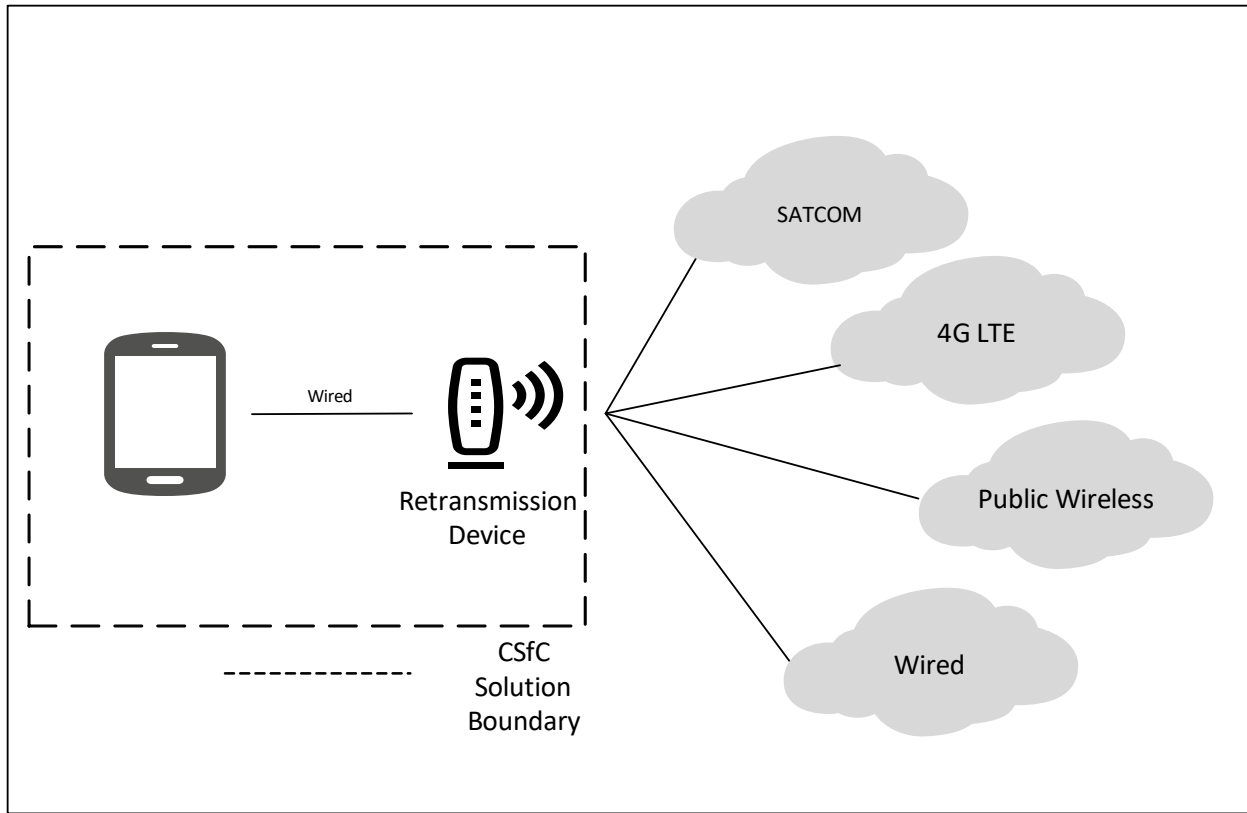 SATCOM
4G LTE
Wired
Retransmission
Device
Public Wireless
CSfC
Solution
Boundary
Wired